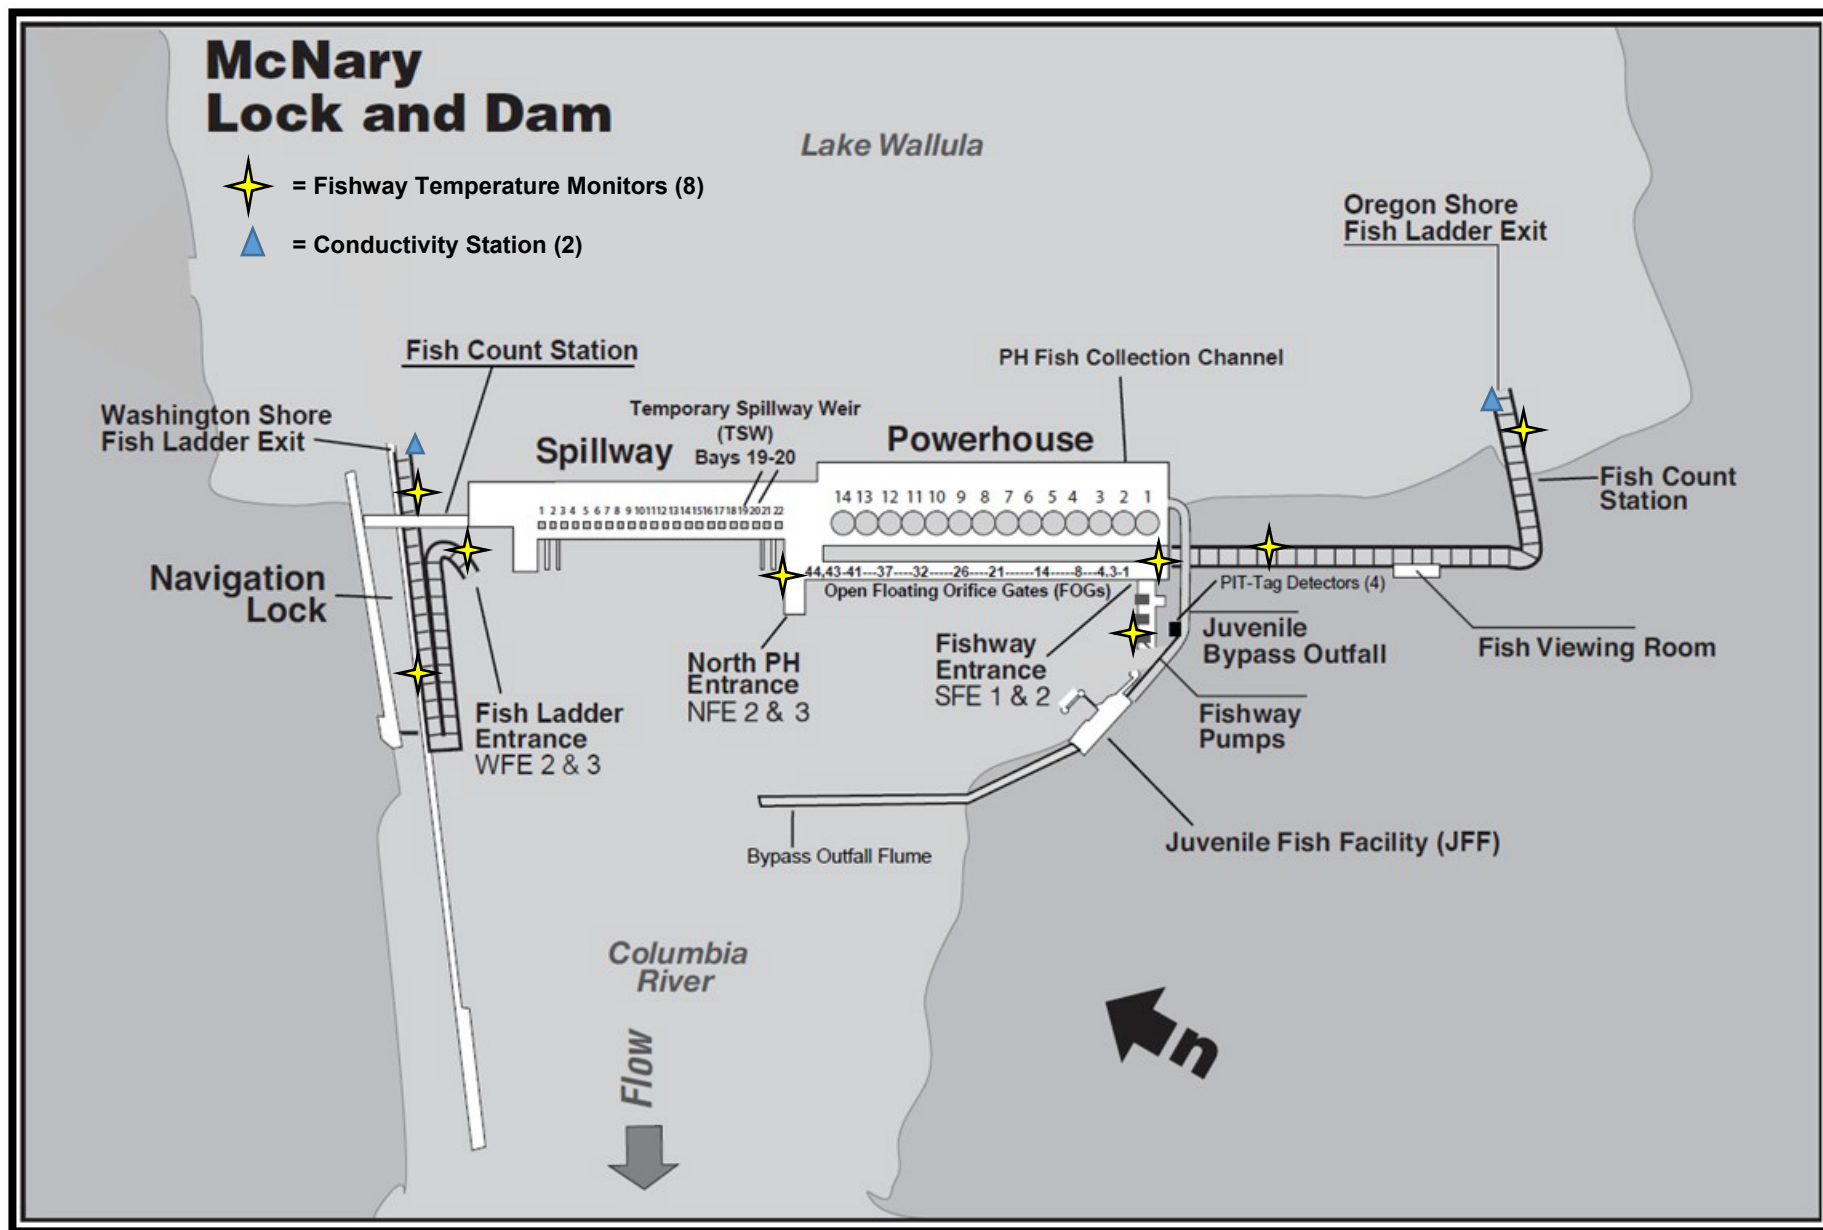 McNary
Lock and Dam
= Fishway Temperature Monitors (8)
= Conductivity Station (2)
Lake Wallula
Oregon Shore
Fish Ladder Exit
Fish Count Station
PH Fish Collection Channel
Washington Shore
Fish Ladder Exit
Temporary Spillway Weir
(TSW)
Bays 19-20
Spillway
Powerhouse
Fish Count
Station
14 13 12 11 10 9 8 7 6 5 4 3 2 1
1 2 3 4 5 6 7 8 9 10 11 12 13 14 15 16 17 18 19 20 21 22
Navigation
Lock
44,43-41---37----32-----26----21------14-----8---4.3-1
Open Floating Orifice Gates (FOGs)
PIT-Tag Detectors (4)
Juvenile
Bypass Outfall
Fish Viewing Room
Fishway
Entrance
SFE 1 & 2
North PH
Entrance
NFE 2 & 3
Fish Ladder
Entrance
WFE 2 & 3
Fishway
Pumps
Juvenile Fish Facility (JFF)
Bypass Outfall Flume
Columbia
River
Flow
n